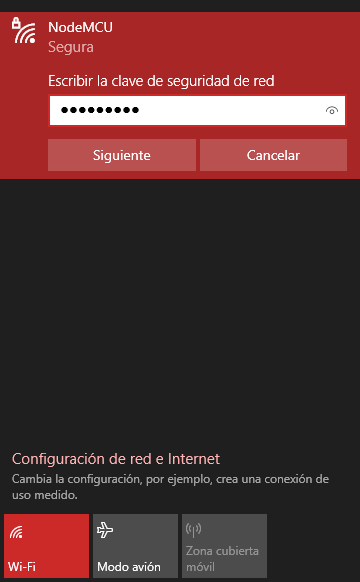 NodeMCU
Segura
Escribir la clave de seguridad de red
●●●●●●●●●
Siguiente
Cancelar
Configuración de red e Internet
Cambia la configuración, por ejemplo, crea una conexión de
uso medido.
Wi-Fi
Modo avión
Zona cubierta
móvil